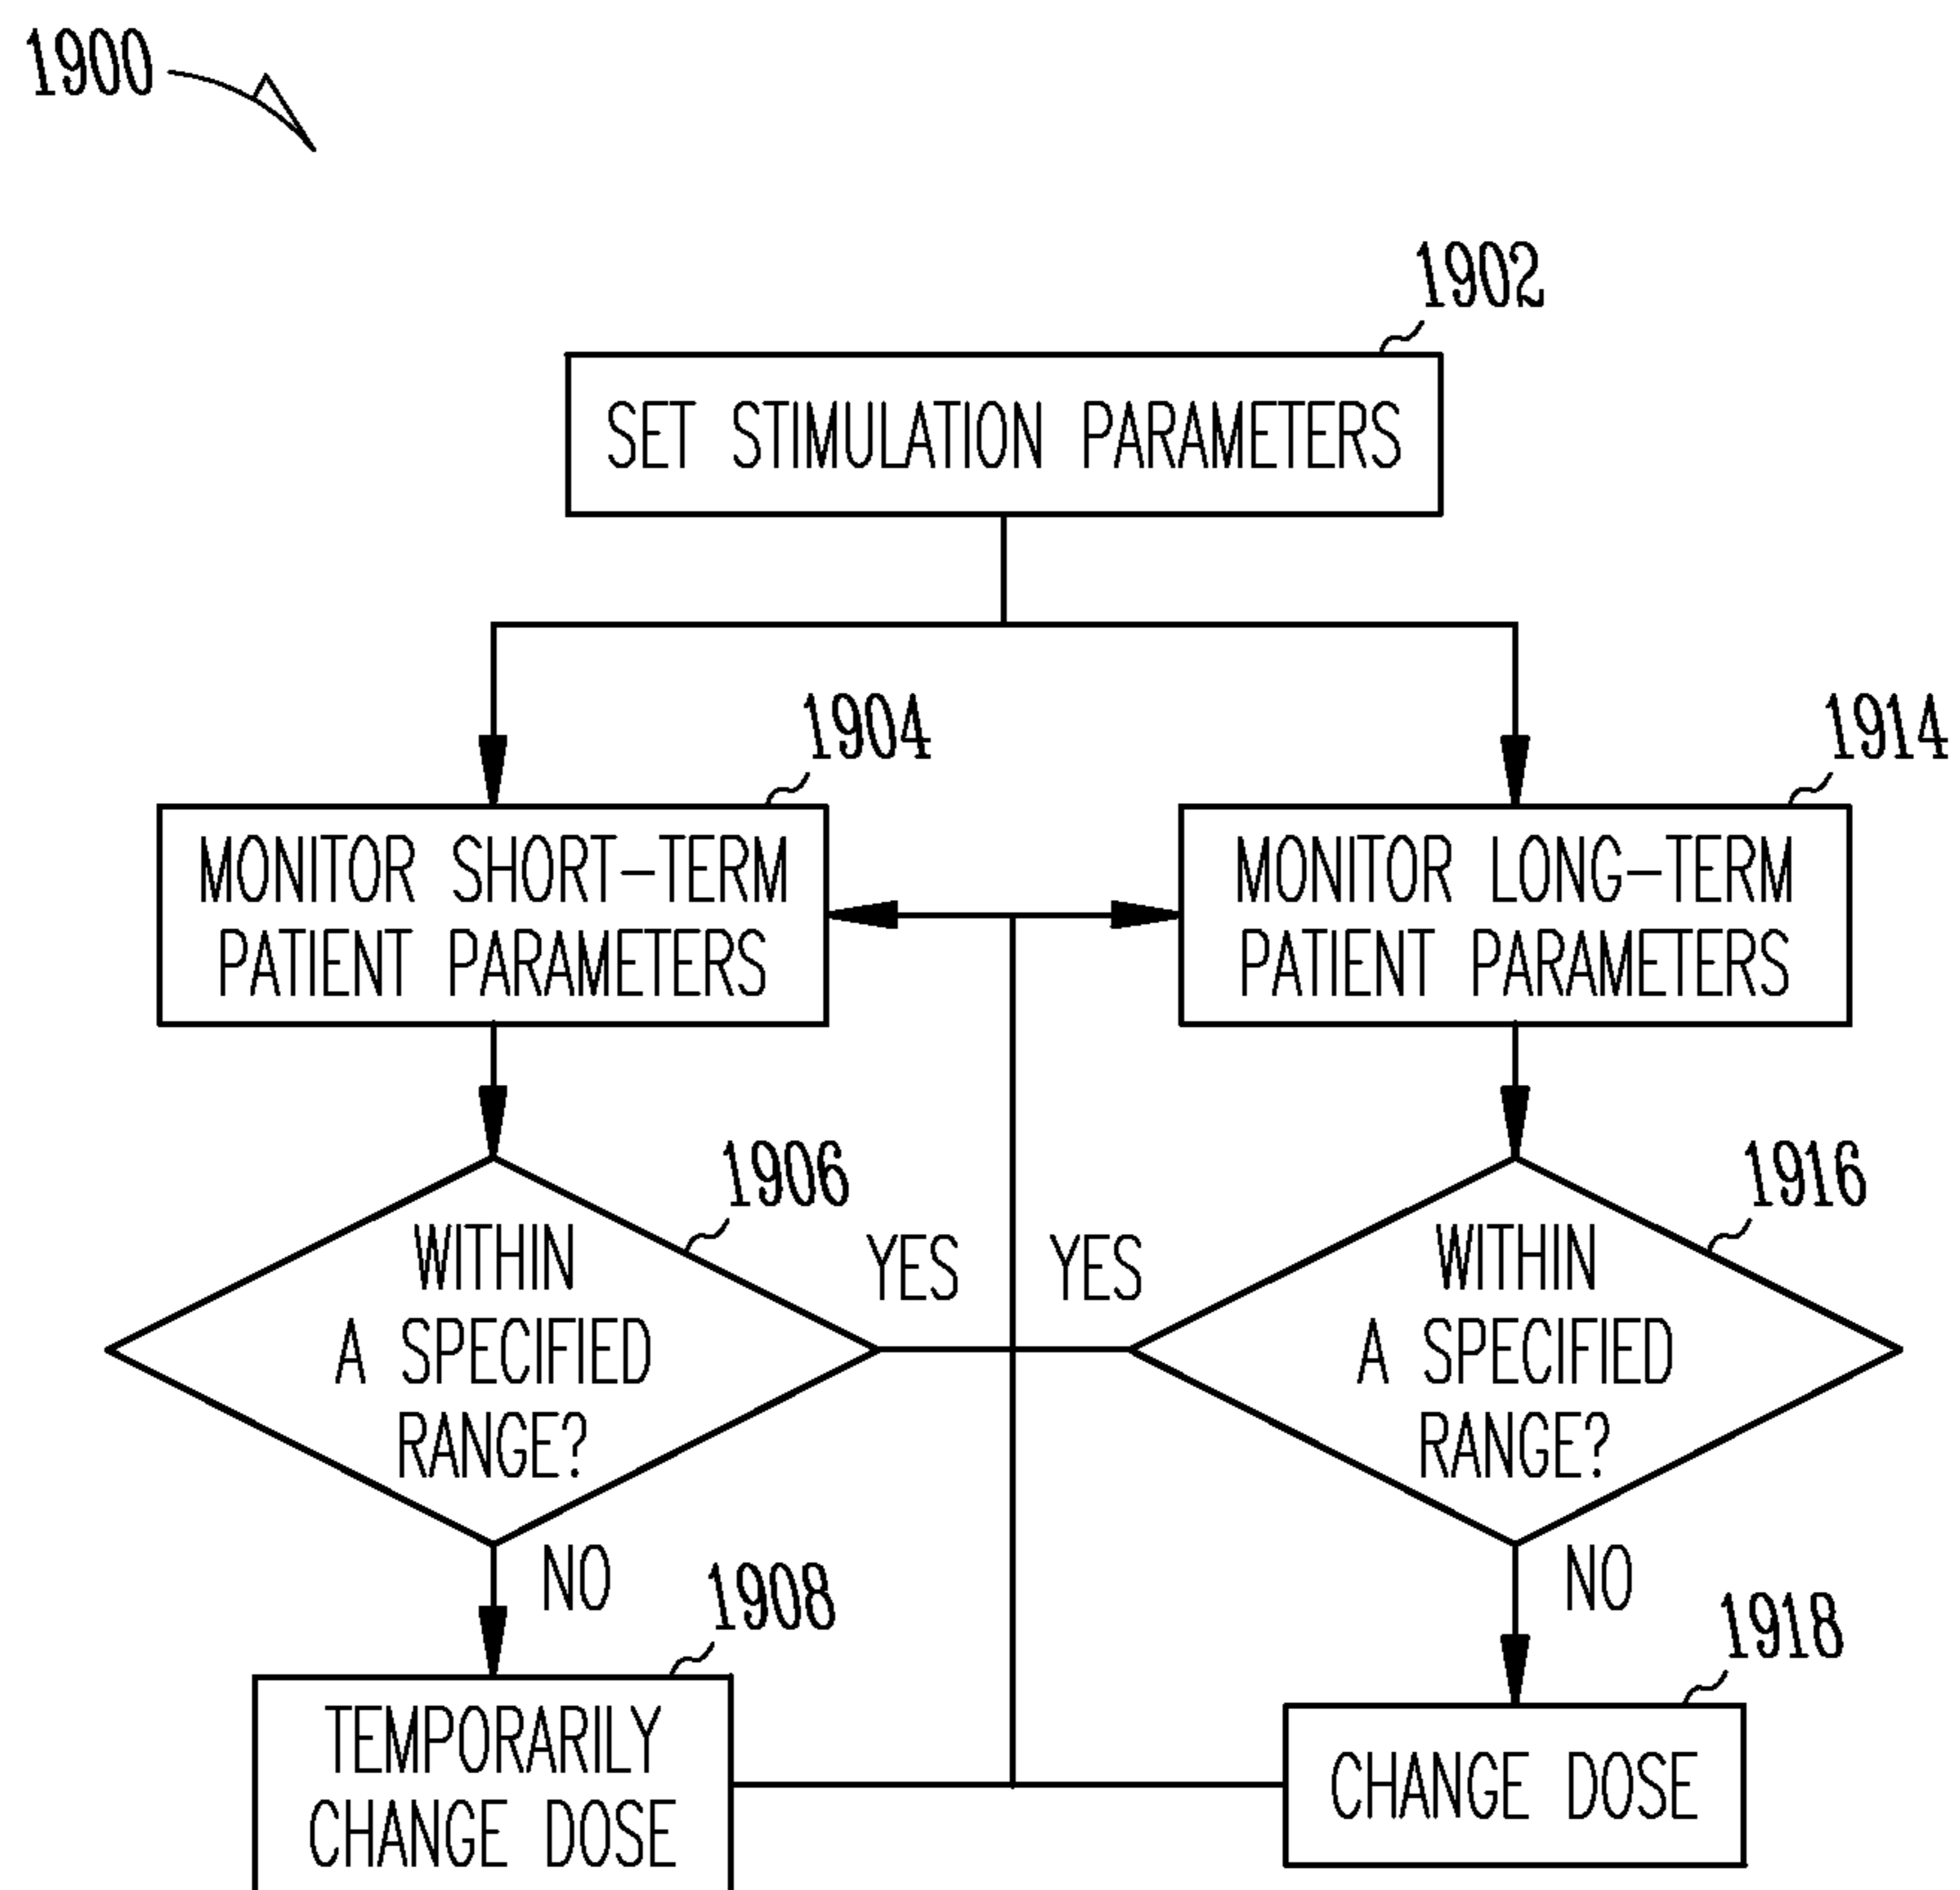 1900
1902
SET STIMULATION PARAMETERS
1904
1914
MONITOR SHORT-TERM
PATIENT PARAMETERS
MONITOR LONG-TERM
PATIENT PARAMETERS
1906
1916
WITHIN
A SPECIFIED
RANGE?
YES
YES
WITHIN
A SPECIFIED
RANGE?
NO
NO
1908
1918
TEMPORARILY
CHANGE DOSE
CHANGE DOSE